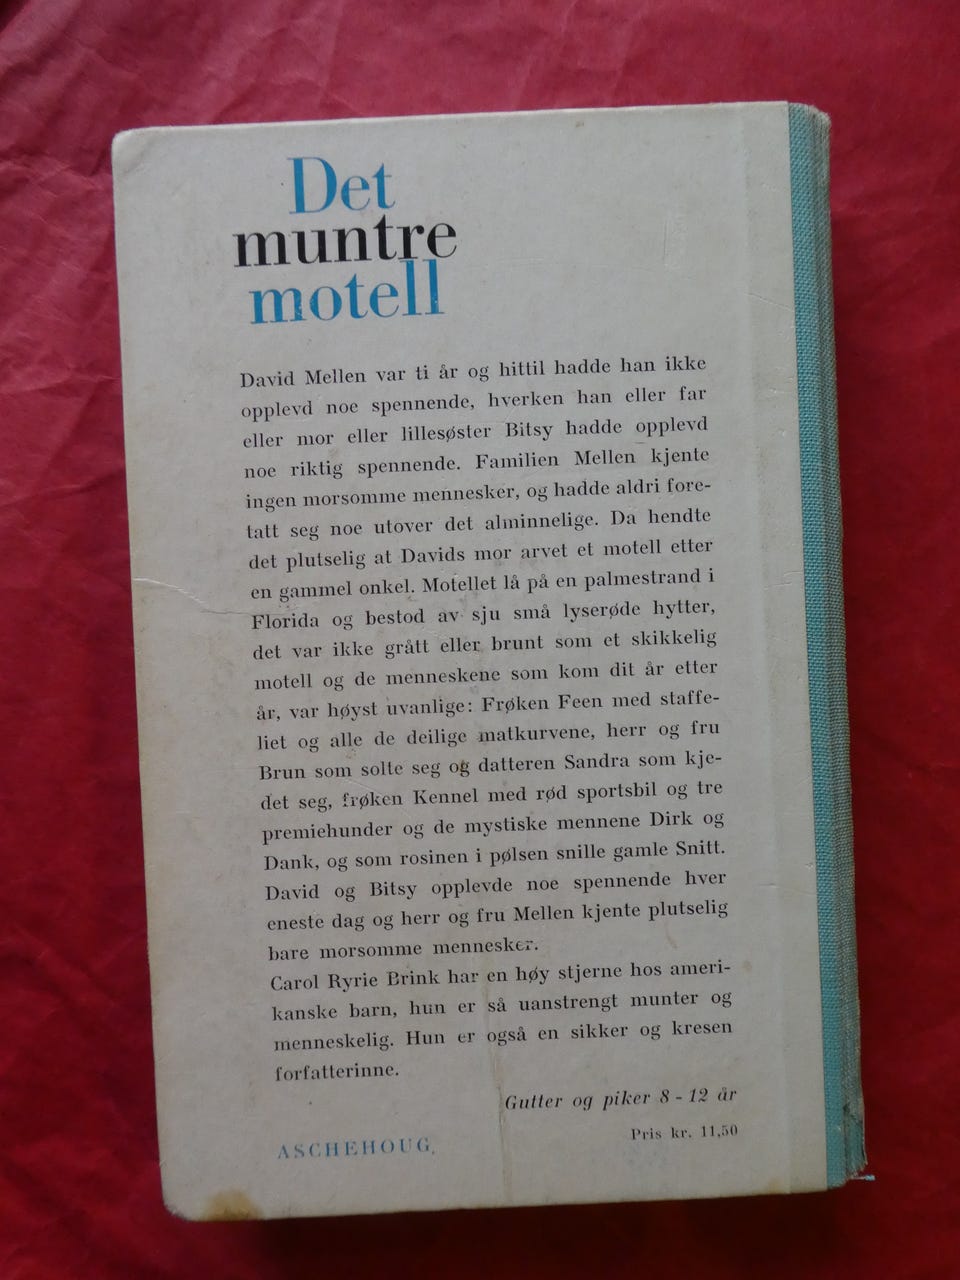 Det
muntre
motell
David Mellen var ti år og hittil hadde han ikke
opplevd noe spennende, hverken han eller far
eller mor eller lillesøster Bitsy hadde opplevd
noe riktig spennende. Familien Mellen kjente
ingen morsomme mennesker, og hadde aldri fore-
tatt seg noe utover det alminnelige. Da hendte
det plutselig at Davids mor arvet et motell etter
en gammel onkel. Motellet lå på en palmestrand i
Florida og bestod av sju små lyserøde hytter,
det var ikke grått eller brunt som et skikkelig
motell og de menneskene som kom dit år etter
år, var høyst uvanlige: Frøken Feen med staffe-
liet og alle de deilige matkurvene, herr og fru
Brun som solte seg og datteren Sandra som kje-
det seg, frøken Kennel med rød sportsbil og tre
premiehunder og de mystiske mennene Dirk og
Dank, og som rosinen i pølsen snille gamle Snitt.
David og Bitsy opplevde noe spennende hver
eneste dag og herr og fru Mellen kjente plutselig
bare morsomme mennesker.
Carol Ryrie Brink har en høy stjerne hos ameri-
kanske barn, hun er så uanstrengt munter og
menneskelig. Hun er også en sikker og kresen
forfatterinne.
Gutter og piker 8 - 12 år
Pris kr. 11,50
ASCHEHOUG